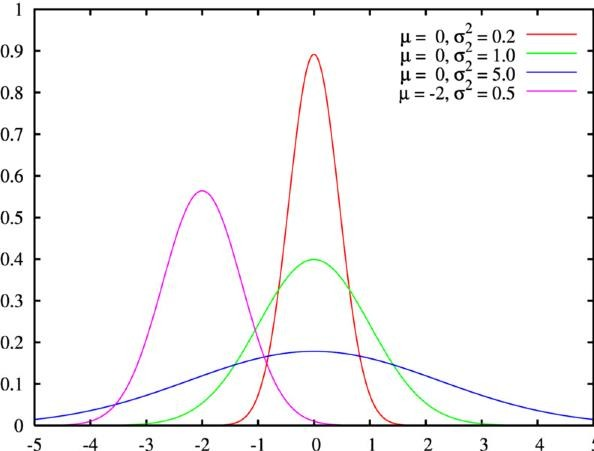 1
0.9
0.8
0.7
0.6
0.5
0.4
0.3
0.2
0.1
0
μ = 0, σ² = 0.2
μ = 0, σ² = 1.0
μ = 0, σ² = 5.0
μ = -2, σ² = 0.5
-5 -4 -3 -2 -1 0 1 2 3 4 5